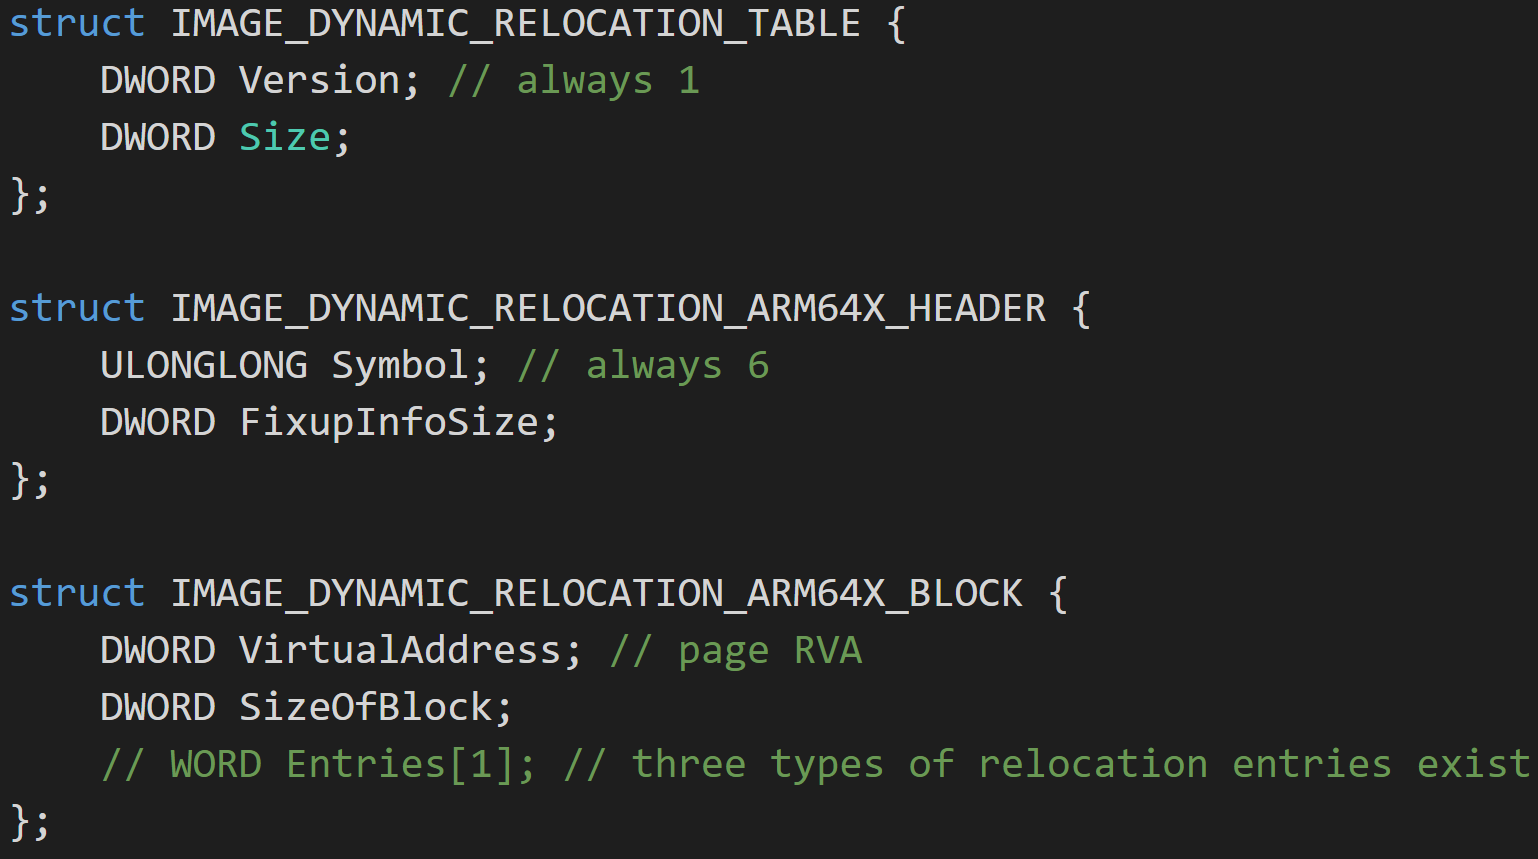 struct IMAGE_DYNAMIC_RELOCATION_TABLE {
    DWORD Version; // always 1
    DWORD Size;
};

struct IMAGE_DYNAMIC_RELOCATION_ARM64X_HEADER {
    ULONGLONG Symbol; // always 6
    DWORD FixupInfoSize;
};

struct IMAGE_DYNAMIC_RELOCATION_ARM64X_BLOCK {
    DWORD VirtualAddress; // page RVA
    DWORD SizeOfBlock;
    // WORD Entries[1]; // three types of relocation entries exist
};